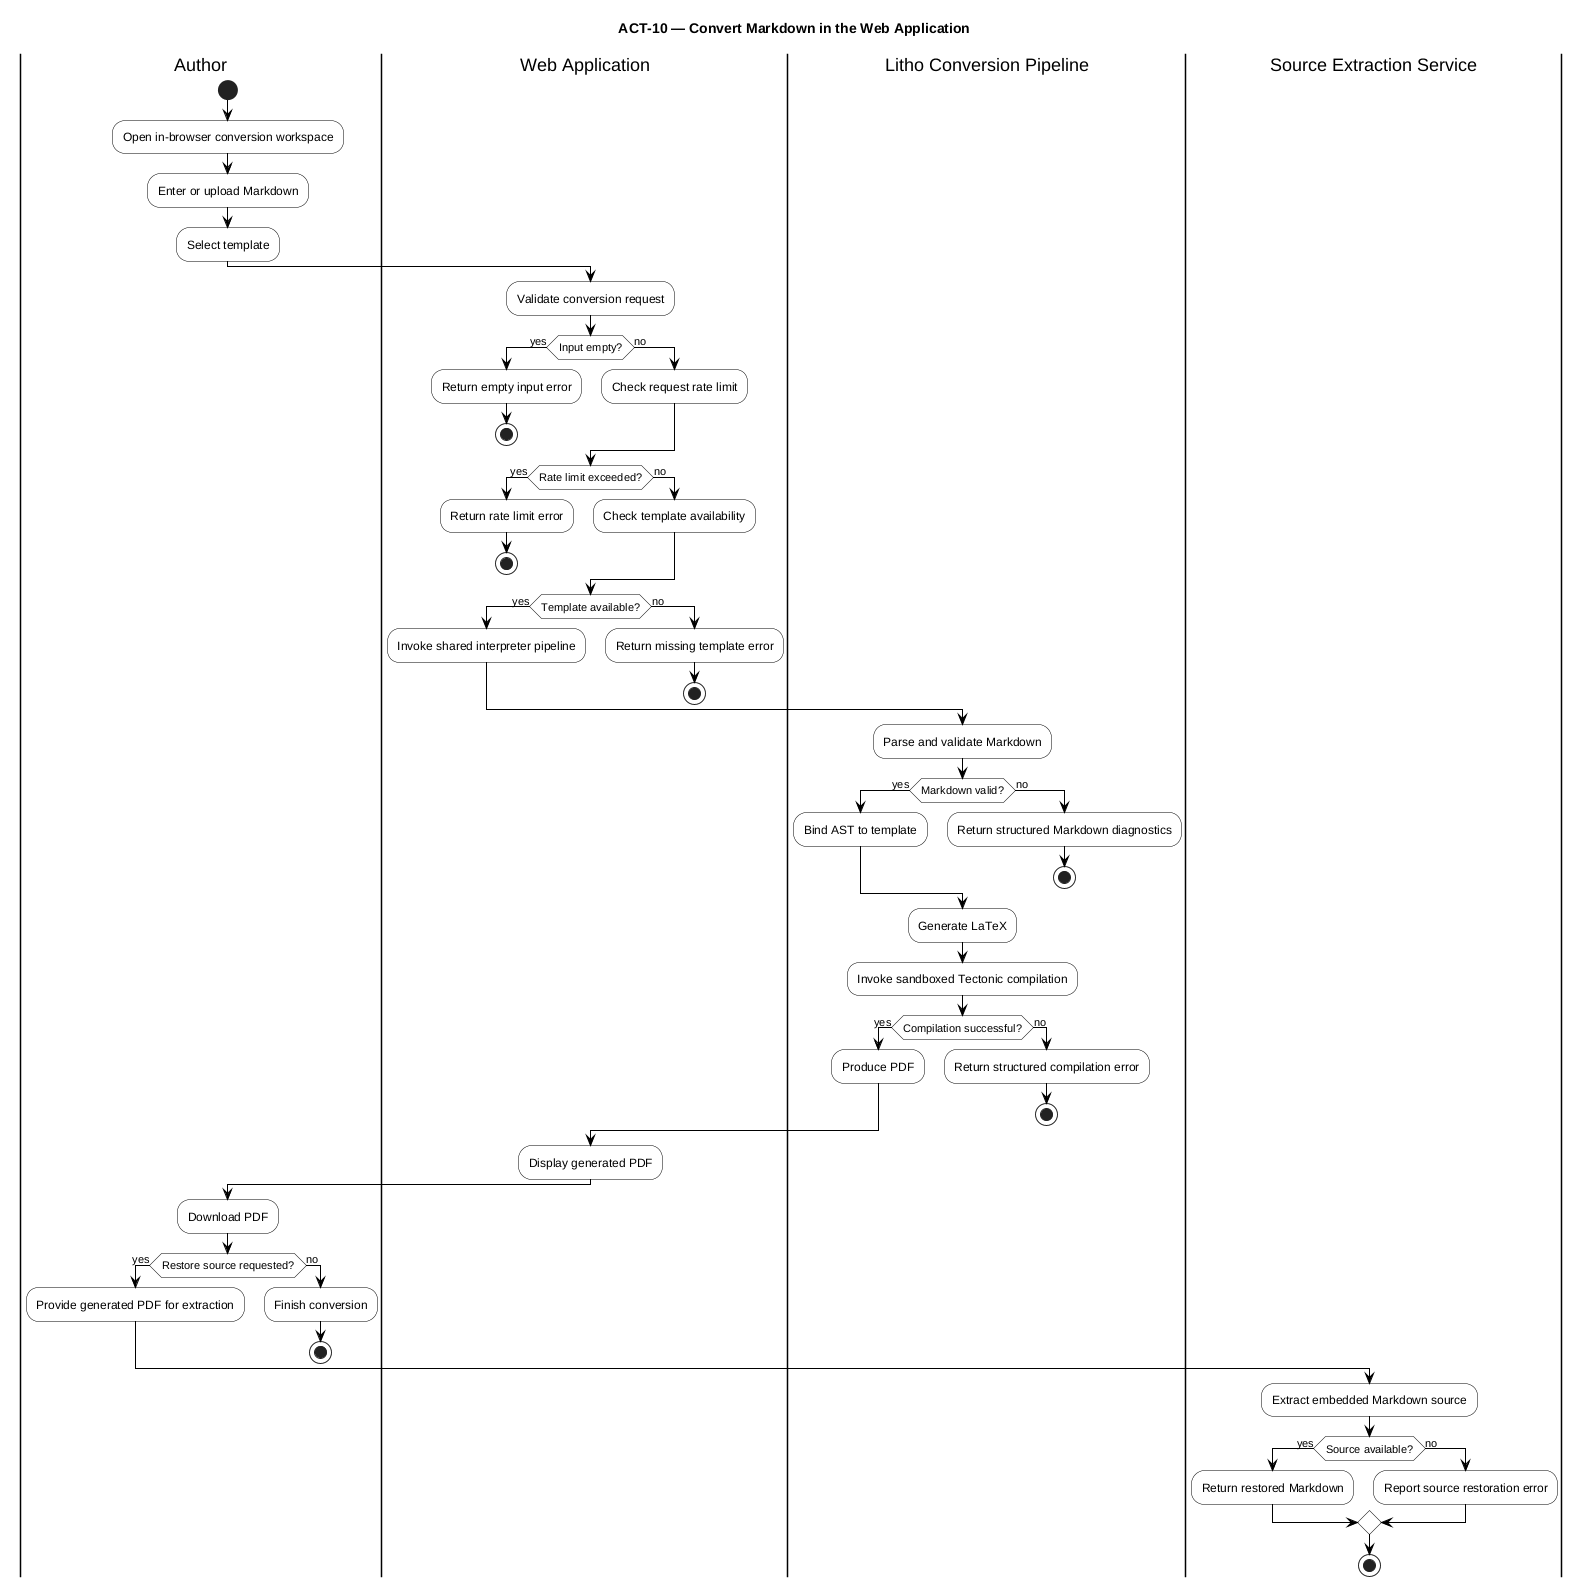 ACT-10 — Convert Markdown in the Web Application
Author
Web Application
Litho Conversion Pipeline
Source Extraction Service
Open in-browser conversion workspace
Enter or upload Markdown
Select template
Validate conversion request
yes
Input empty?
no
Return empty input error
Check request rate limit
yes
Rate limit exceeded?
no
Return rate limit error
Check template availability
yes
Template available?
no
Invoke shared interpreter pipeline
Return missing template error
Parse and validate Markdown
yes
Markdown valid?
no
Bind AST to template
Return structured Markdown diagnostics
Generate LaTeX
Invoke sandboxed Tectonic compilation
yes
Compilation successful?
no
Produce PDF
Return structured compilation error
Display generated PDF
Download PDF
yes
Restore source requested?
no
Provide generated PDF for extraction
Finish conversion
Extract embedded Markdown source
yes
Source available?
no
Return restored Markdown
Report source restoration error